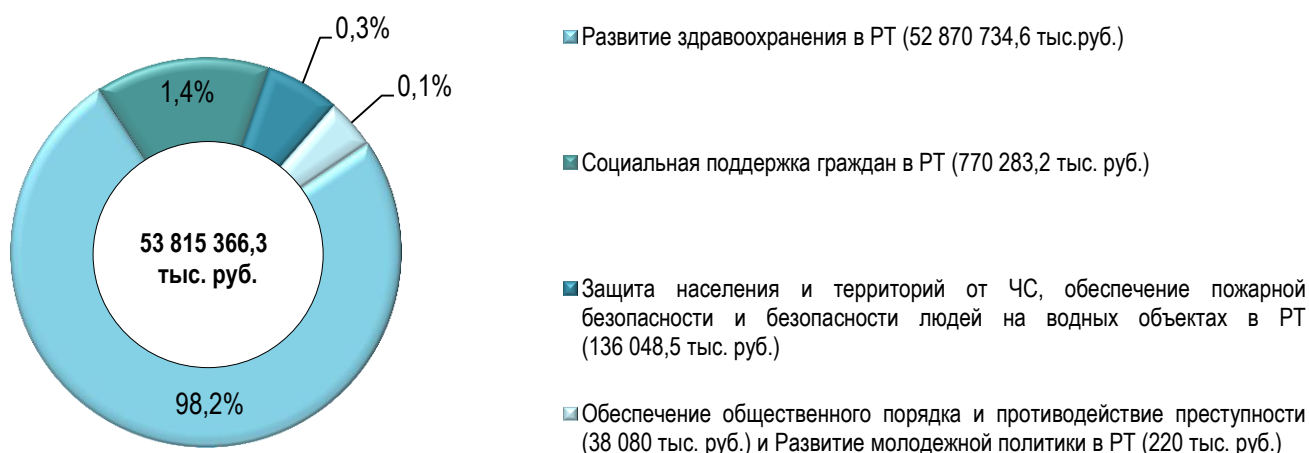 0,3%
0,1%
1,4%
53 815 366,3
тыс. руб.
98,2%
Развитие здравоохранения в РТ (52 870 734,6 тыс.руб.)
Социальная поддержка граждан в РТ (770 283,2 тыс. руб.)
Защита населения и территорий от ЧС, обеспечение пожарной
безопасности и безопасности людей на водных объектах в РТ
(136 048,5 тыс. руб.)
Обеспечение общественного порядка и противодействие преступности
(38 080 тыс. руб.) и Развитие молодежной политики в РТ (220 тыс. руб.)